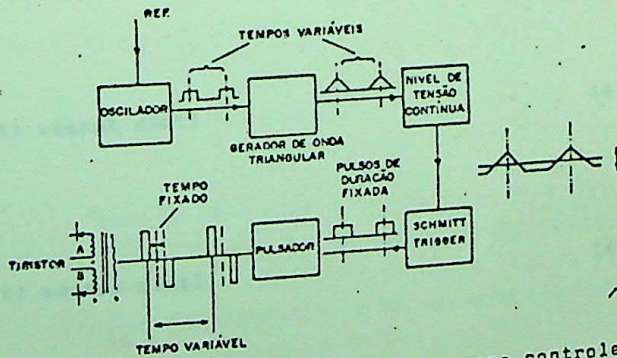 REF.
TEMPOS VARIÁVEIS
OSCILADOR
GERADOR DE ONDA
TRIANGULAR
NIVEL DE
TENSÃO
CONTÍNUA
TEMPO
FIXADO
PULSOS DE
DURAÇÃO
FIXADA
TIRISTOR
A
B
PULSADOR
SCHMITT
TRIGGER
TEMPO VARIÁVEL
controle